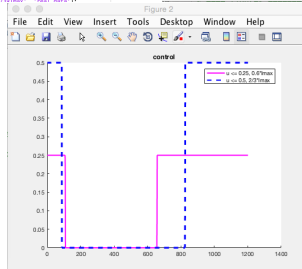 Figure 2
File Edit View Insert Tools Desktop Window Help
control
0.5
0.45
0.4
0.35
0.3
0.25
0.2
0.15
0.1
0.05
0
0 200 400 600 800 1000 1200 1400
u <= 0.25, 0.6*Imax
u <= 0.5, 2/3*Imax